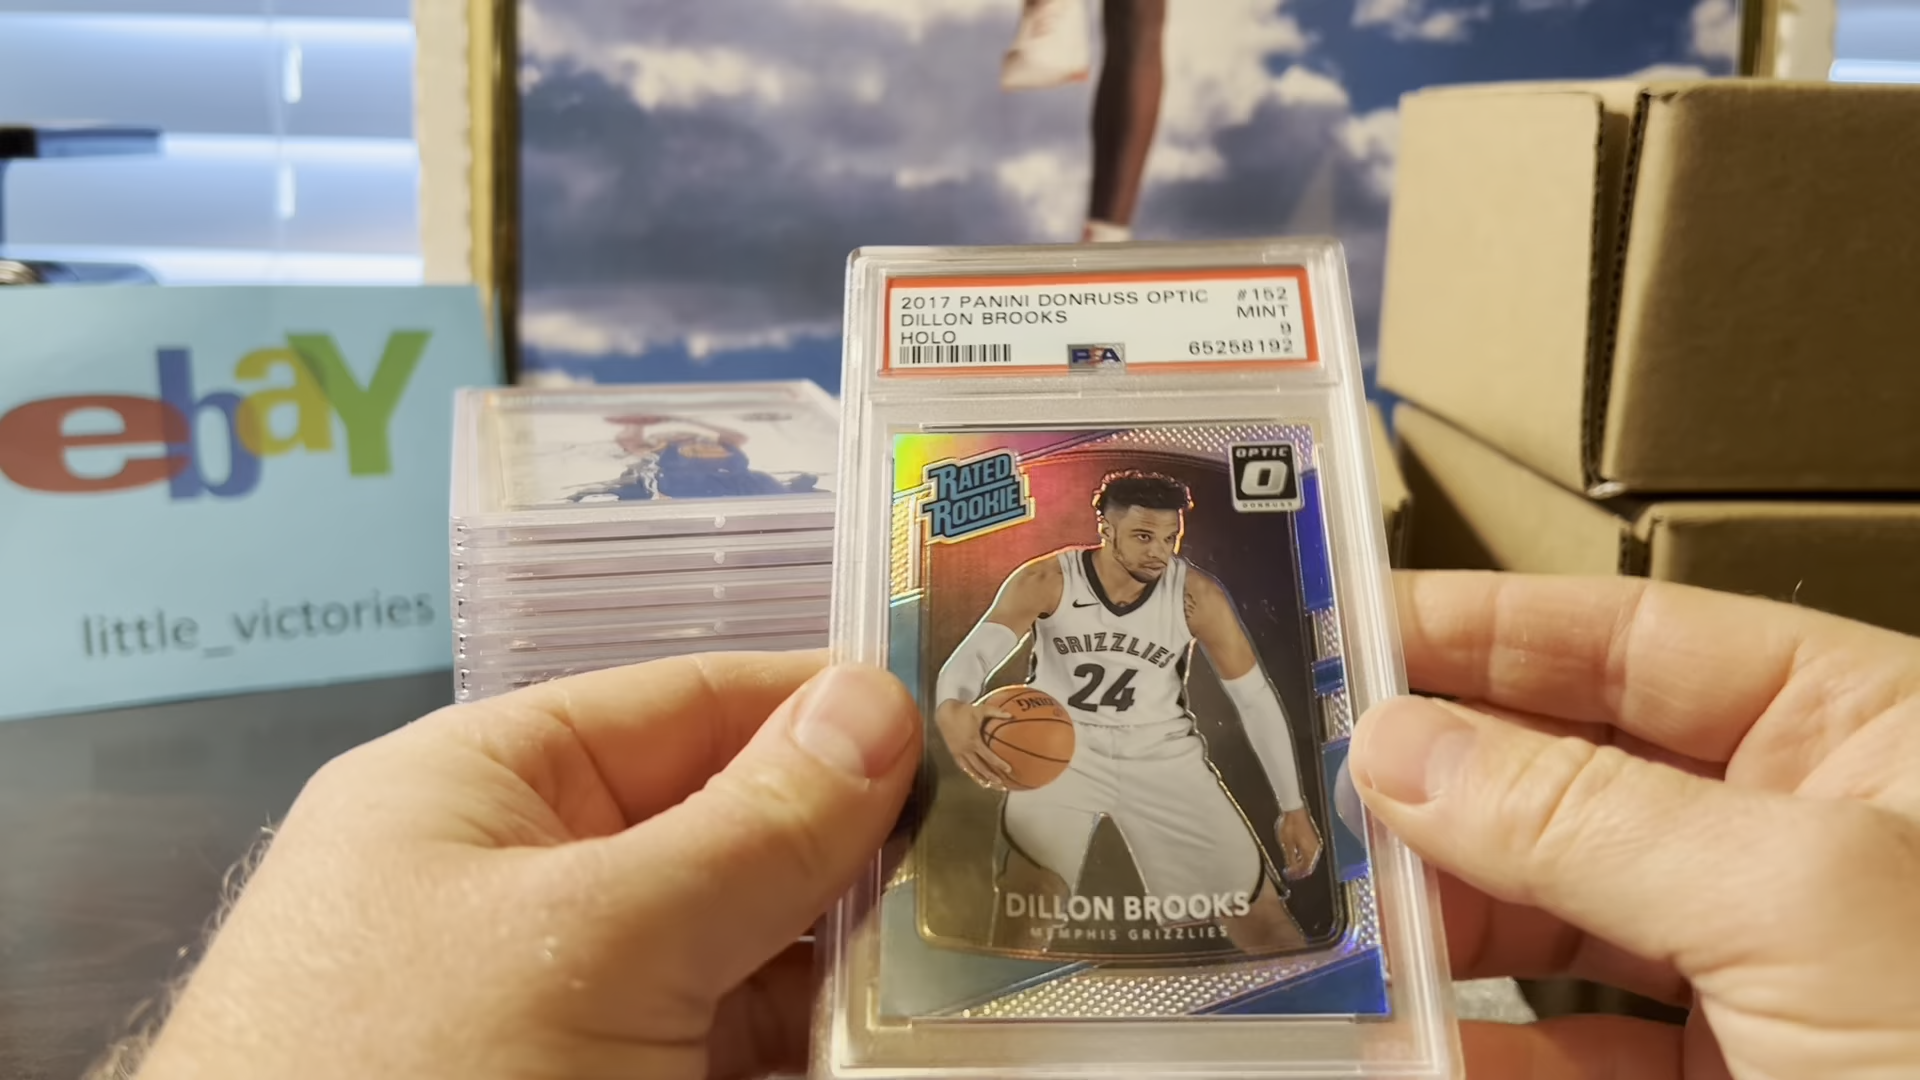 ebay
little_victories
2017 PANINI DONRUSS OPTIC #152
DILLON BROOKS MINT
HOLO 9
PSA 65258192
RATED
ROOKIE
OPTIC
O
DONRUSS
GRIZZLIES
24
DILLON BROOKS
MEMPHIS GRIZZLIES